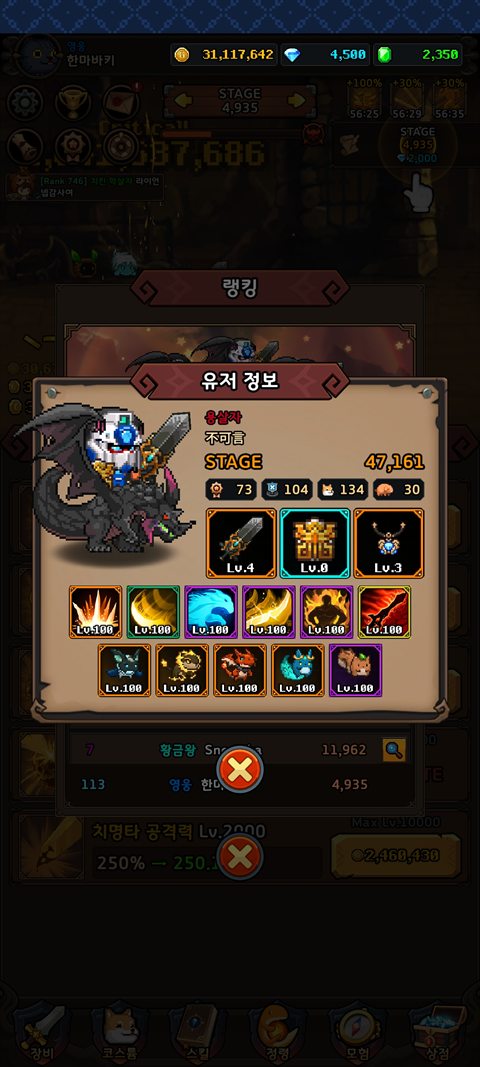 영웅
한마바키
31,117,642
4,500
2,350
STAGE
4,935
+100%
+30%
+30%
56:25
56:29
56:35
STAGE
4,935
2,000
[Rank 746] 라이언
넵감사여
랭킹
유저 정보
용살자
不可言
STAGE 47,161
73 104 134 30
Lv.4 Lv.0 Lv.3
Lv.100 Lv.100 Lv.100 Lv.100 Lv.100 Lv.100
Lv.100 Lv.100 Lv.100 Lv.100 Lv.100
7 황금왕 11,962
113 영웅 4,935
치명타 공격력 Lv.2000
Max Lv.10000
250% → 250.
2,460,430
장비 코스튬 스킬 정령 모험 상점